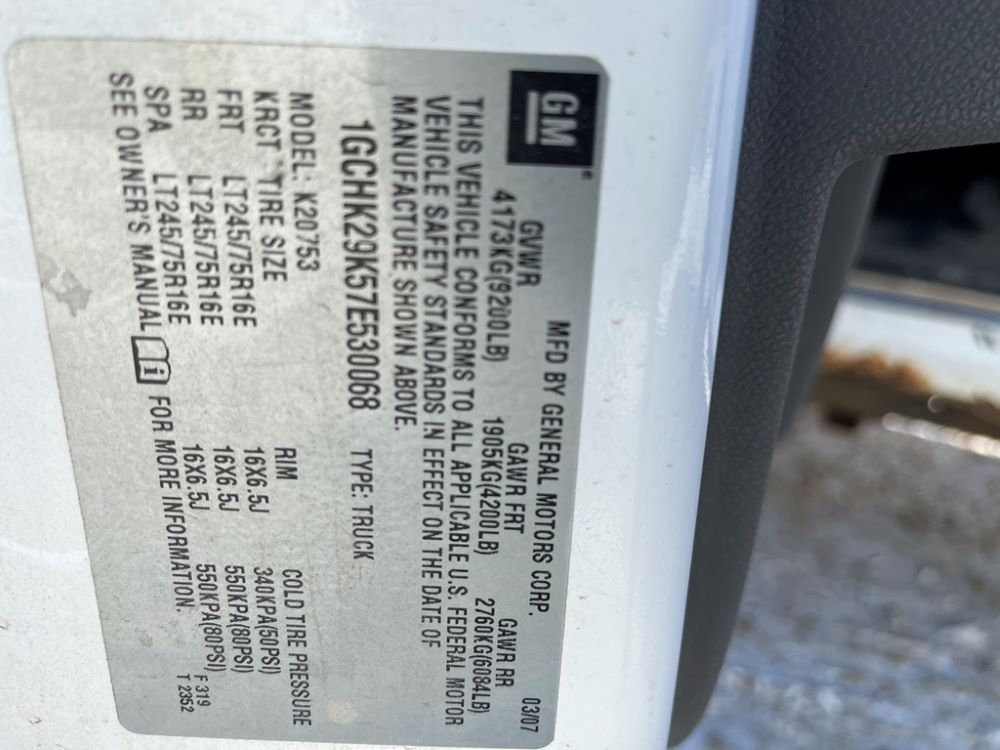 GM
MFD BY GENERAL MOTORS CORP. 03/07
GVWR GAWR FRT GAWR RR
4173KG(9200LB) 1905KG(4200LB) 2760KG(6084LB)
THIS VEHICLE CONFORMS TO ALL APPLICABLE U.S. FEDERAL MOTOR
VEHICLE SAFETY STANDARDS IN EFFECT ON THE DATE OF
MANUFACTURE SHOWN ABOVE.
1GCHK29K57E530068 TYPE: TRUCK
MODEL: K20753
KRCT TIRE SIZE RIM COLD TIRE PRESSURE
FRT LT245/75R16E 16X6.5J 340KPA(50PSI)
RR LT245/75R16E 16X6.5J 550KPA(80PSI)
SPA LT245/75R16E 16X6.5J 550KPA(80PSI)
SEE OWNER'S MANUAL FOR MORE INFORMATION.
F 319
T 2352